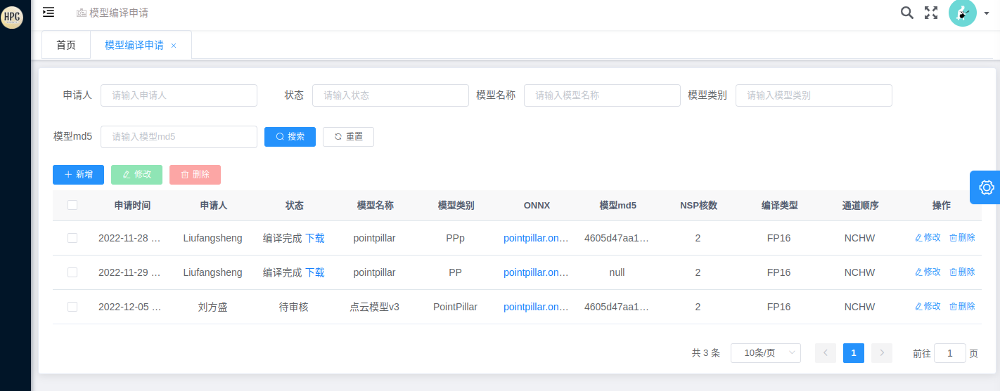 HPG
模型编译申请
首页 模型编译申请 ×
申请人 请输入申请人 状态 请输入状态 模型名称 请输入模型名称 模型类别 请输入模型类别
模型md5 请输入模型md5 搜索 重置
新增 修改 删除
申请时间 申请人 状态 模型名称 模型类别 ONNX 模型md5 NSP核数 编译类型 通道顺序 操作
2022-11-28 ... Liufangsheng 编译完成 下载 pointpillar PPp pointpillar.on... 4605d47aa1... 2 FP16 NCHW 修改 删除
2022-11-29 ... Liufangsheng 编译完成 下载 pointpillar PP pointpillar.on... null 2 FP16 NCHW 修改 删除
2022-12-05 ... 刘方盛 待审核 点云模型v3 PointPillar pointpillar.on... 4605d47aa1... 2 FP16 NCHW 修改 删除
共 3 条 10条/页 1 前往 1 页